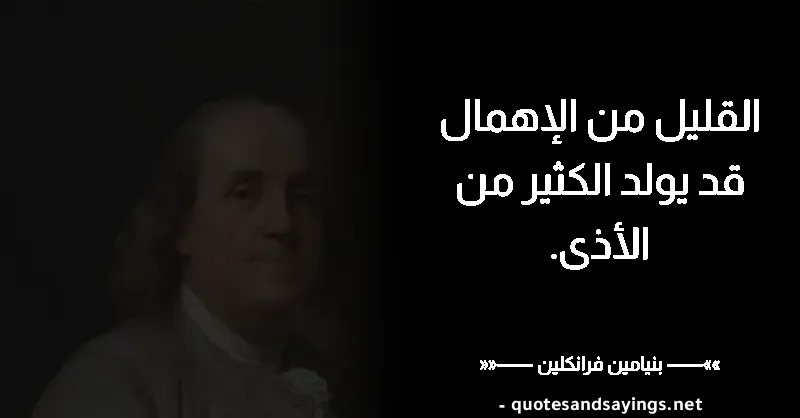 القليل من الإهمال
قد يولد الكثير من
الأذى.
»»—— بنيامين فرانكلين ——««
- quotesandsayings.net